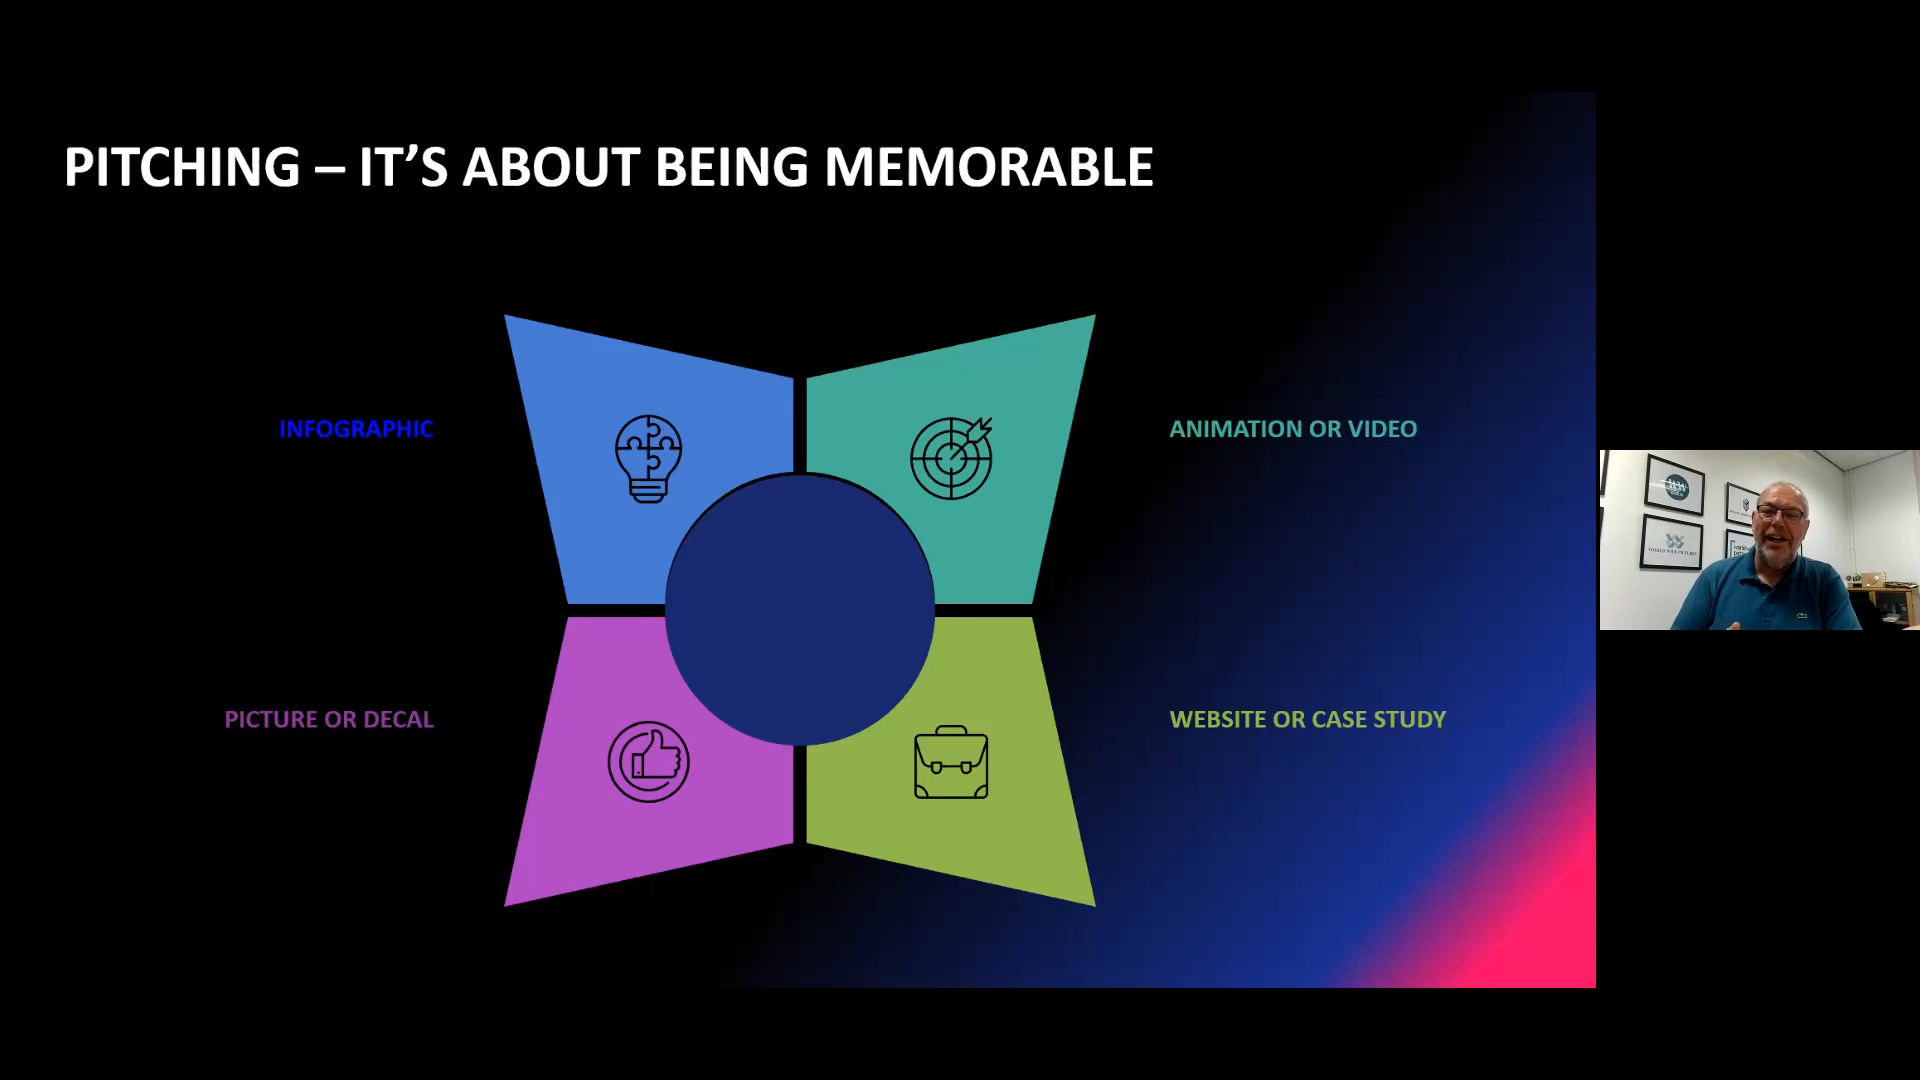 PITCHING – IT'S ABOUT BEING MEMORABLE
INFOGRAPHIC
ANIMATION OR VIDEO
PICTURE OR DECAL
WEBSITE OR CASE STUDY